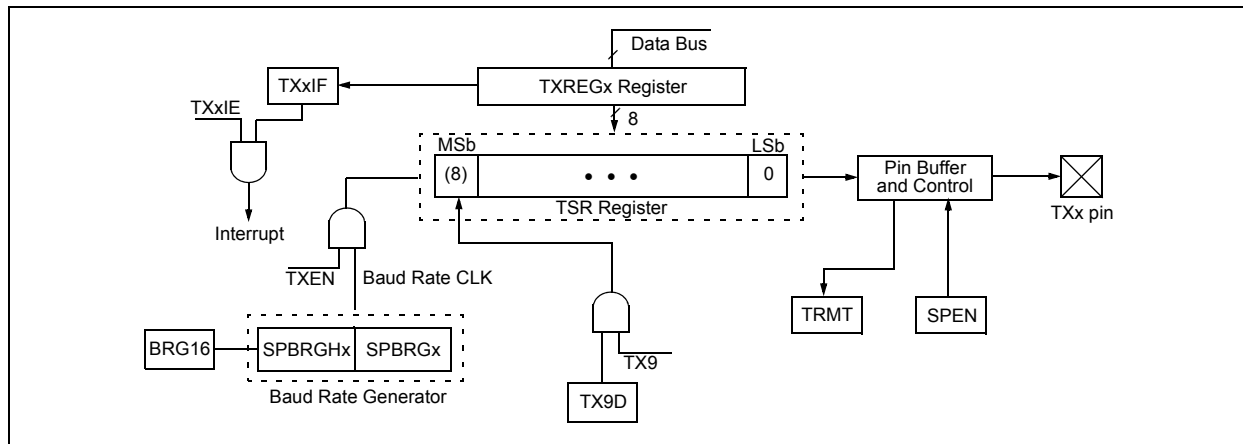 Data Bus
TXxIF
TXREGx Register
TXxIE
8
MSb
LSb
(8)
• • •
0
Pin Buffer
and Control
TSR Register
TXx pin
Interrupt
TXEN
Baud Rate CLK
TRMT
SPEN
BRG16
SPBRGHx
SPBRGx
TX9
Baud Rate Generator
TX9D